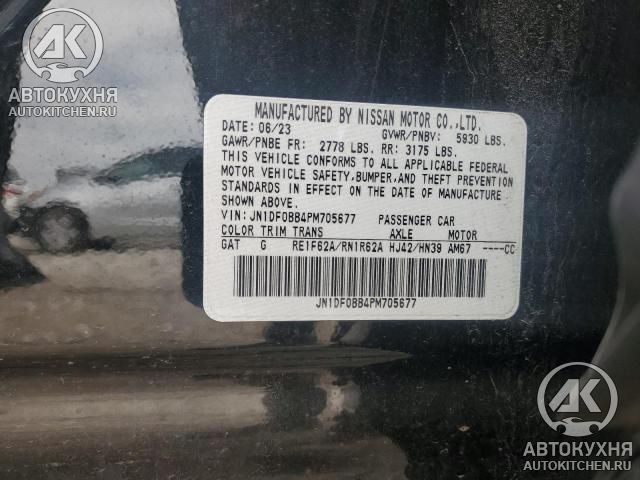 AK
АВТОКУХНЯ
AUTOKITCHEN.RU
MANUFACTURED BY NISSAN MOTOR CO.,LTD.
DATE: 06/23 GVWR/PNBV: 5930 LBS.
GAWR/PNBE FR: 2778 LBS. RR: 3175 LBS.
THIS VEHICLE CONFORMS TO ALL APPLICABLE FEDERAL
MOTOR VEHICLE SAFETY,BUMPER,AND THEFT PREVENTION
STANDARDS IN EFFECT ON THE DATE OF MANUFACTURE
SHOWN ABOVE.
VIN: JN1DF0BB4PM705677 PASSENGER CAR
COLOR TRIM TRANS AXLE MOTOR
GAT G RE1F62A/RN1R62A HJ42/HN39 AM67 ----CC
JN1DF0BB4PM705677
AK
АВТОКУХНЯ
AUTOKITCHEN.RU